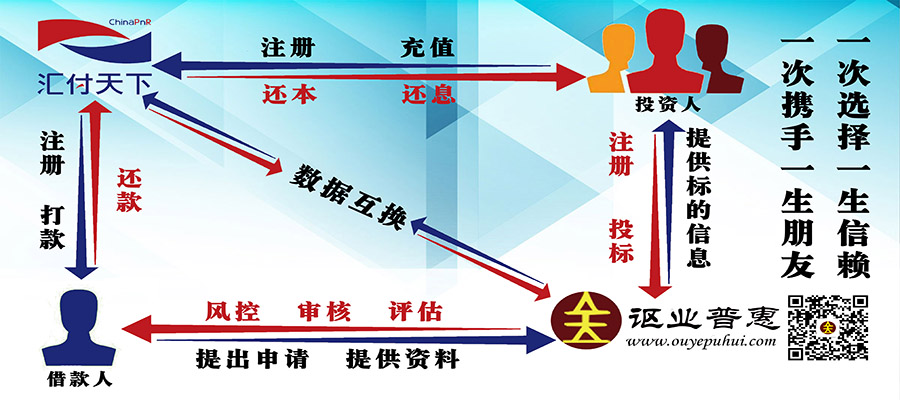 ChinaPnR
汇付天下
注册 充值
还本 还息
投资人
一次选择一生信赖
一次携手一生朋友
注册 打款
还款
数据互换
注册 投标
提供标的信息
风控 审核 评估
提出申请 提供资料
借款人
讴业普惠
www.ouyepuhui.com